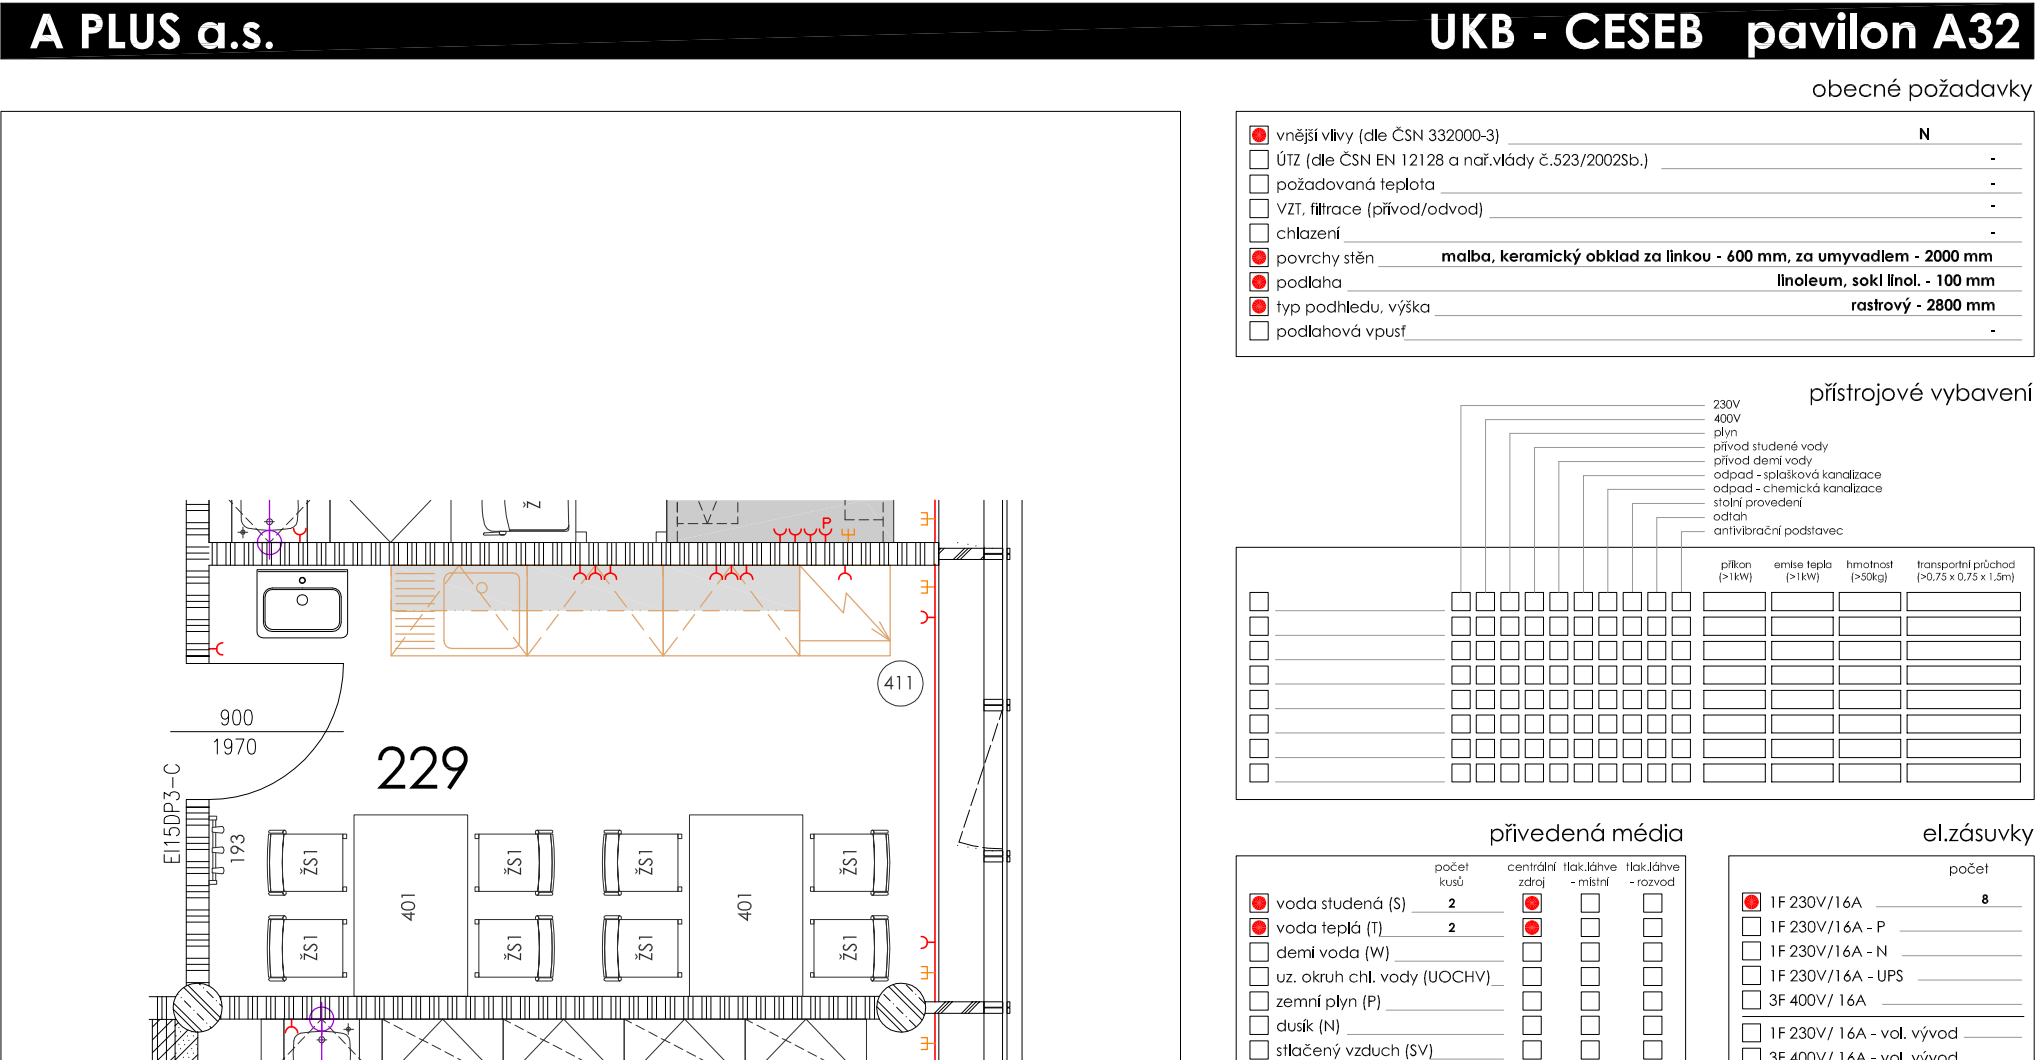 A PLUS a.s.
UKB - CESEB pavilon A32
obecné požadavky
vnější vlivy (dle ČSN 332000-3) N
ÚTZ (dle ČSN EN 12128 a nař.vlády č.523/2002Sb.) -
požadovaná teplota -
VZT, filtrace (přívod/odvod) -
chlazení -
povrchy stěn malba, keramický obklad za linkou - 600 mm, za umyvadlem - 2000 mm
podlaha linoleum, sokl linol. - 100 mm
typ podhledu, výška rastrový - 2800 mm
podlahová vpusť -
přístrojové vybavení
230V
400V
plyn
přívod studené vody
přívod demi vody
odpad - splašková kanalizace
odpad - chemická kanalizace
stolní provedení
odtah
antivibrační podstavec
příkon (>1kW)
emise tepla (>1kW)
hmotnost (>50kg)
transportní průchod (>0,75 x 0,75 x 1,5m)
Ž
P
411
900
1970
229
EI15DP3-C
193
ŽS1 ŽS1 ŽS1 ŽS1
401 401
ŽS1 ŽS1 ŽS1 ŽS1
přivedená média
počet kusů
centrální zdroj
tlak.láhve - místní
tlak.láhve - rozvod
voda studená (S) 2
voda teplá (T) 2
demi voda (W)
uz. okruh chl. vody (UOCHV)
zemní plyn (P)
dusík (N)
stlačený vzduch (SV)
el.zásuvky
počet
1F 230V/16A 8
1F 230V/16A - P
1F 230V/16A - N
1F 230V/16A - UPS
3F 400V/ 16A
1F 230V/ 16A - vol. vývod
3F 400V/ 16A - vol. vývod